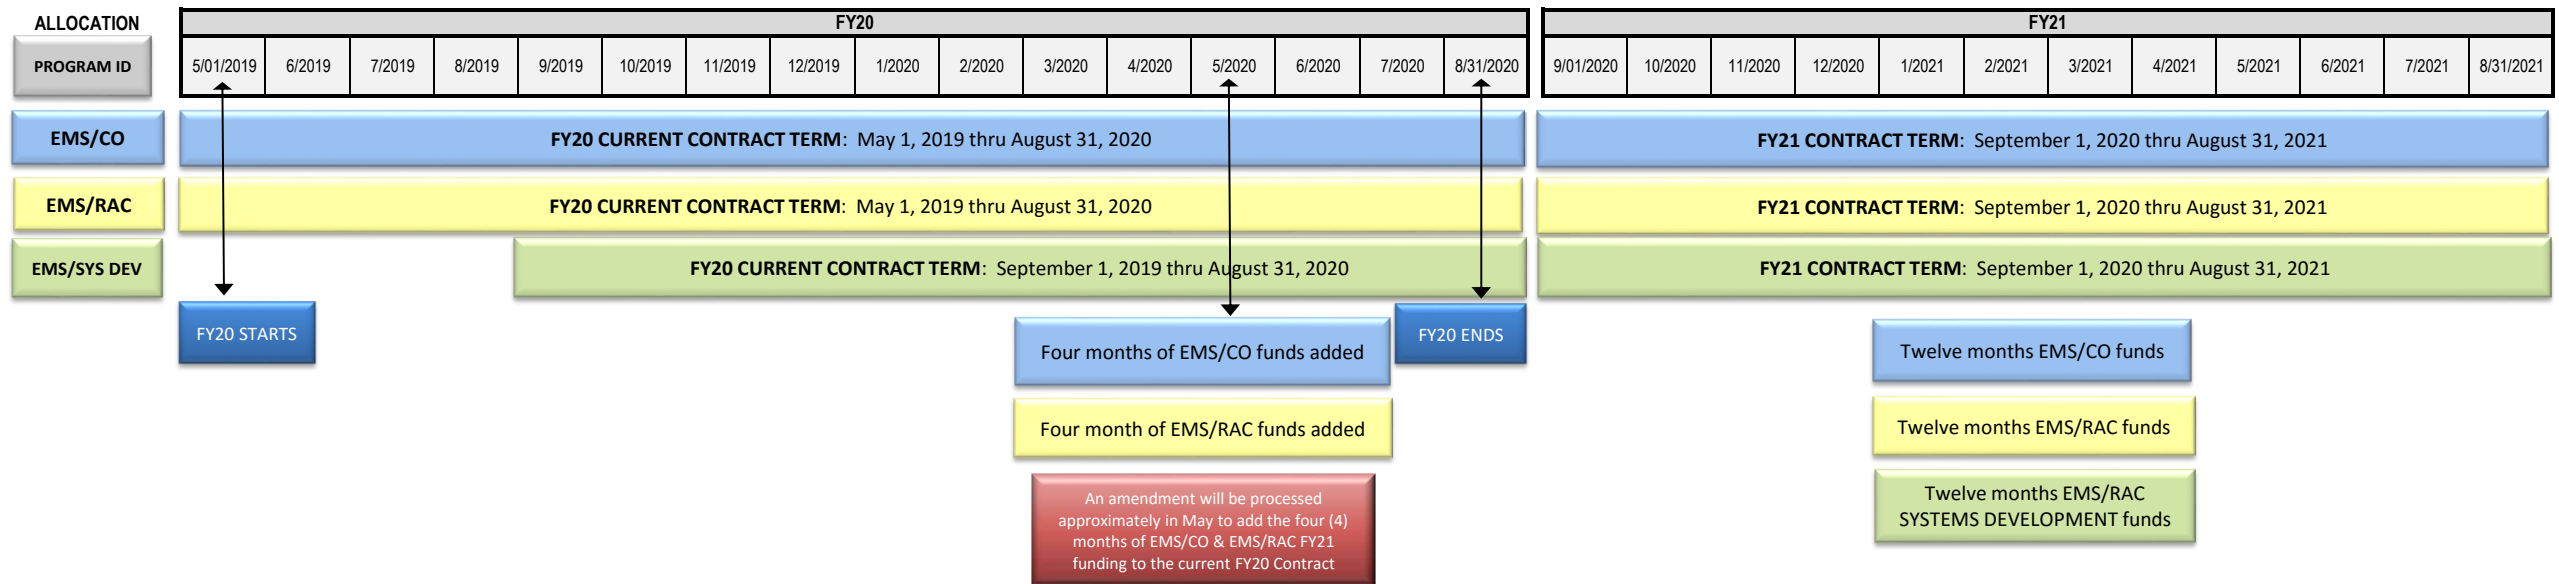 ALLOCATION
FY20
FY21
PROGRAM ID
5/01/2019 6/2019 7/2019 8/2019 9/2019 10/2019 11/2019 12/2019 1/2020 2/2020 3/2020 4/2020 5/2020 6/2020 7/2020 8/31/2020
9/01/2020 10/2020 11/2020 12/2020 1/2021 2/2021 3/2021 4/2021 5/2021 6/2021 7/2021 8/31/2021
EMS/CO
FY20 CURRENT CONTRACT TERM: May 1, 2019 thru August 31, 2020
FY21 CONTRACT TERM: September 1, 2020 thru August 31, 2021
EMS/RAC
FY20 CURRENT CONTRACT TERM: May 1, 2019 thru August 31, 2020
FY21 CONTRACT TERM: September 1, 2020 thru August 31, 2021
EMS/SYS DEV
FY20 CURRENT CONTRACT TERM: September 1, 2019 thru August 31, 2020
FY21 CONTRACT TERM: September 1, 2020 thru August 31, 2021
FY20 STARTS
Four months of EMS/CO funds added
FY20 ENDS
Twelve months EMS/CO funds
Four month of EMS/RAC funds added
Twelve months EMS/RAC funds
An amendment will be processed
approximately in May to add the four (4)
months of EMS/CO & EMS/RAC FY21
funding to the current FY20 Contract
Twelve months EMS/RAC
SYSTEMS DEVELOPMENT funds